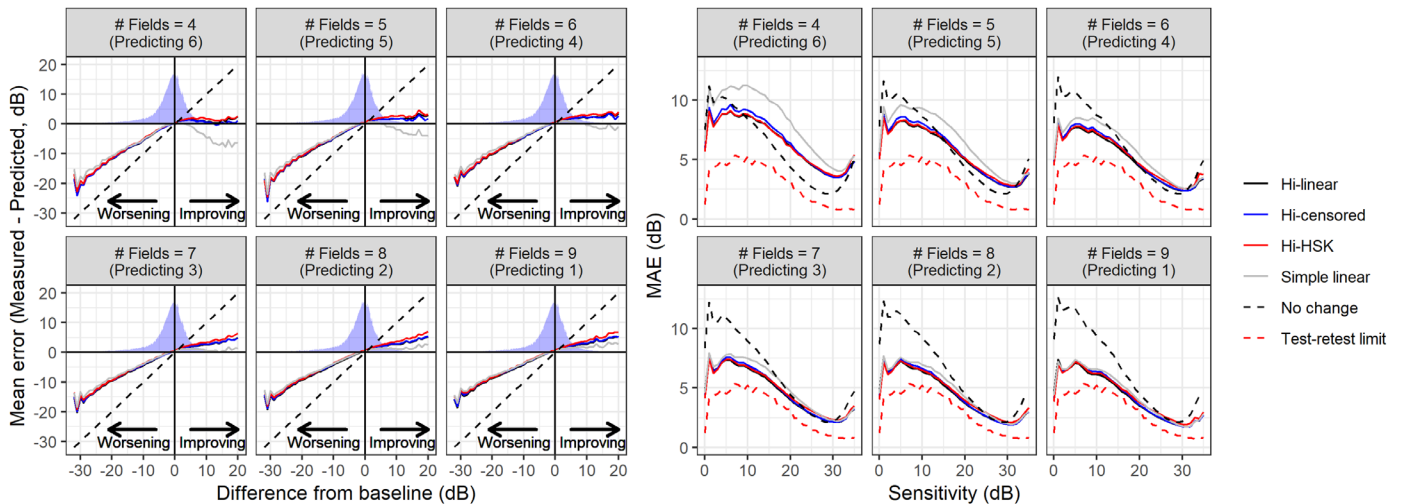 # Fields = 4
(Predicting 6)
# Fields = 5
(Predicting 5)
# Fields = 6
(Predicting 4)
# Fields = 4
(Predicting 6)
# Fields = 5
(Predicting 5)
# Fields = 6
(Predicting 4)
Mean error (Measured - Predicted, dB)
20
10
0
-10
-20
-30
Worsening
Improving
Worsening
Improving
Worsening
Improving
MAE (dB)
10
5
0
# Fields = 7
(Predicting 3)
# Fields = 8
(Predicting 2)
# Fields = 9
(Predicting 1)
# Fields = 7
(Predicting 3)
# Fields = 8
(Predicting 2)
# Fields = 9
(Predicting 1)
20
10
0
-10
-20
-30
Worsening
Improving
Worsening
Improving
Worsening
Improving
10
5
0
-30 -20 -10 0 10 20
-30 -20 -10 0 10 20
-30 -20 -10 0 10 20
Difference from baseline (dB)
0 10 20 30
0 10 20 30
0 10 20 30
Sensitivity (dB)
Hi-linear
Hi-censored
Hi-HSK
Simple linear
No change
Test-retest limit